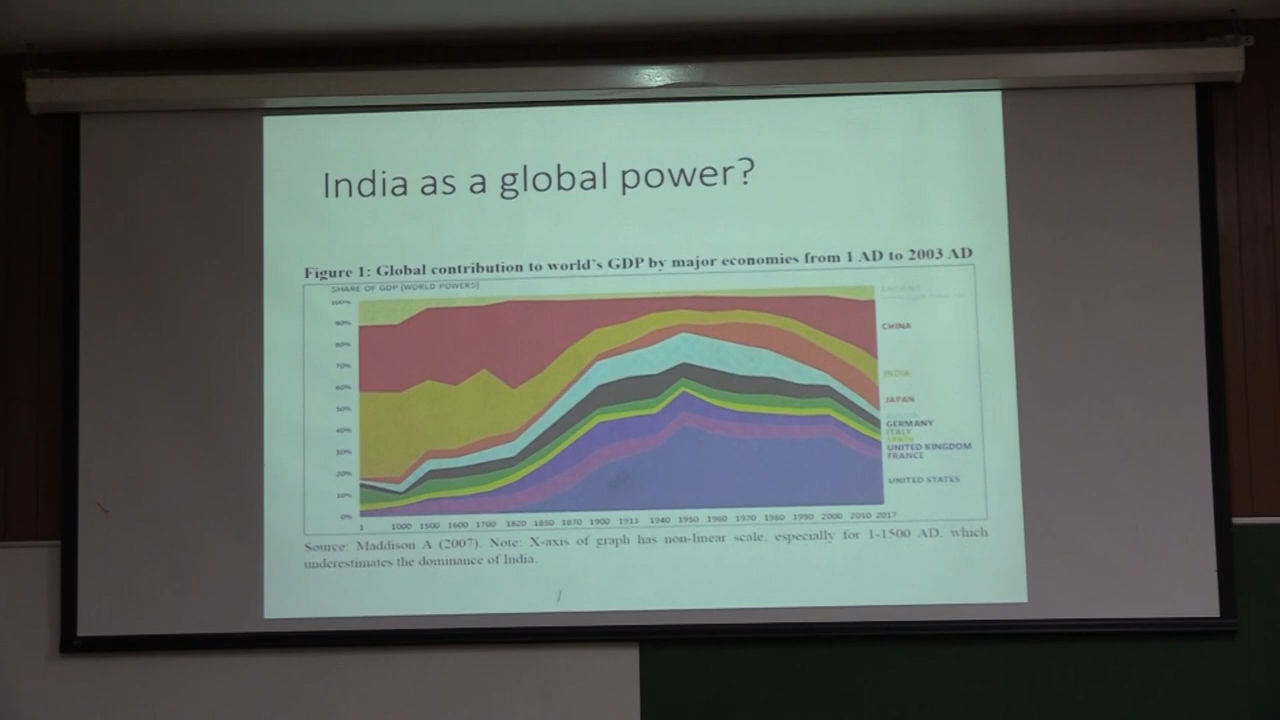 India as a global power?
Figure 1: Global contribution to world's GDP by major economies from 1 AD to 2003 AD
SHARE OF GDP (WORLD POWERS)
100%
90%
80%
70%
60%
50%
40%
30%
20%
10%
0%
CHINA
INDIA
JAPAN
GERMANY
ITALY
SPAIN
UNITED KINGDOM
FRANCE
UNITED STATES
1 1000 1500 1600 1700 1820 1850 1870 1900 1913 1940 1950 1960 1970 1980 1990 2000 2010 2017
Source: Maddison A (2007). Note: X-axis of graph has non-linear scale, especially for 1-1500 AD, which
underestimates the dominance of India.